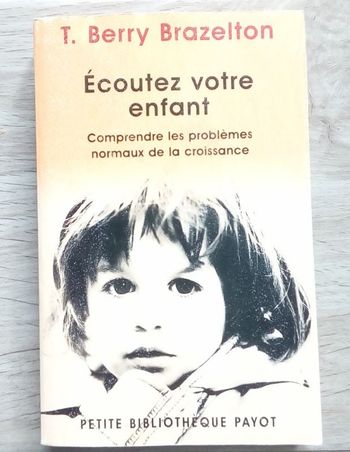 T. Berry Brazelton
Écoutez votre
enfant
Comprendre les problèmes
normaux de la croissance
PETITE BIBLIOTHÈQUE PAYOT